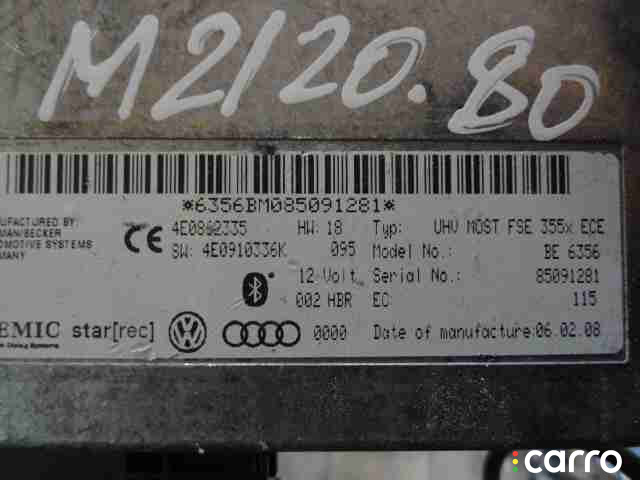 M2120.80
*6356BM085091281*
UFACTURED BY:
MAN/BECKER
OMOTIVE SYSTEMS
MANY
CE
4E0862335 HW: 18 Typ: UHV MOST FSE 355x ECE
SW: 4E0910336K 095 Model No.: BE 6356
12-Volt Serial No.: 85091281
002 HBR EC 115
EMIC star[rec]
0000 Date of manufacture: 06.02.08
carro